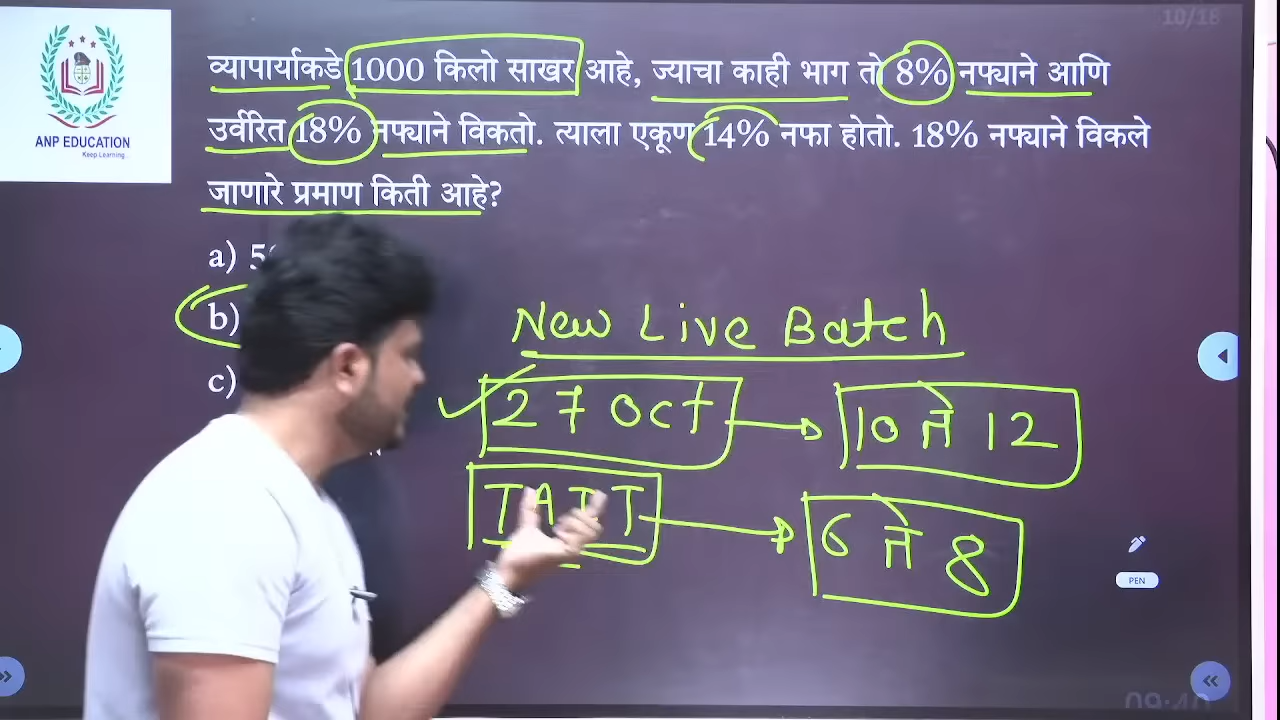 10/18
ANP EDUCATION
Keep Learning...
व्यापार्याकडे 1000 किलो साखर आहे, ज्याचा काही भाग तो 8% नफ्याने आणि
उर्वरित 18% नफ्याने विकतो. त्याला एकूण 14% नफा होतो. 18% नफ्याने विकले
जाणारे प्रमाण किती आहे?
a)
b)
c)
New Live Batch
27 Oct → 10 ते 12
TAIT → 6 ते 8
PEN